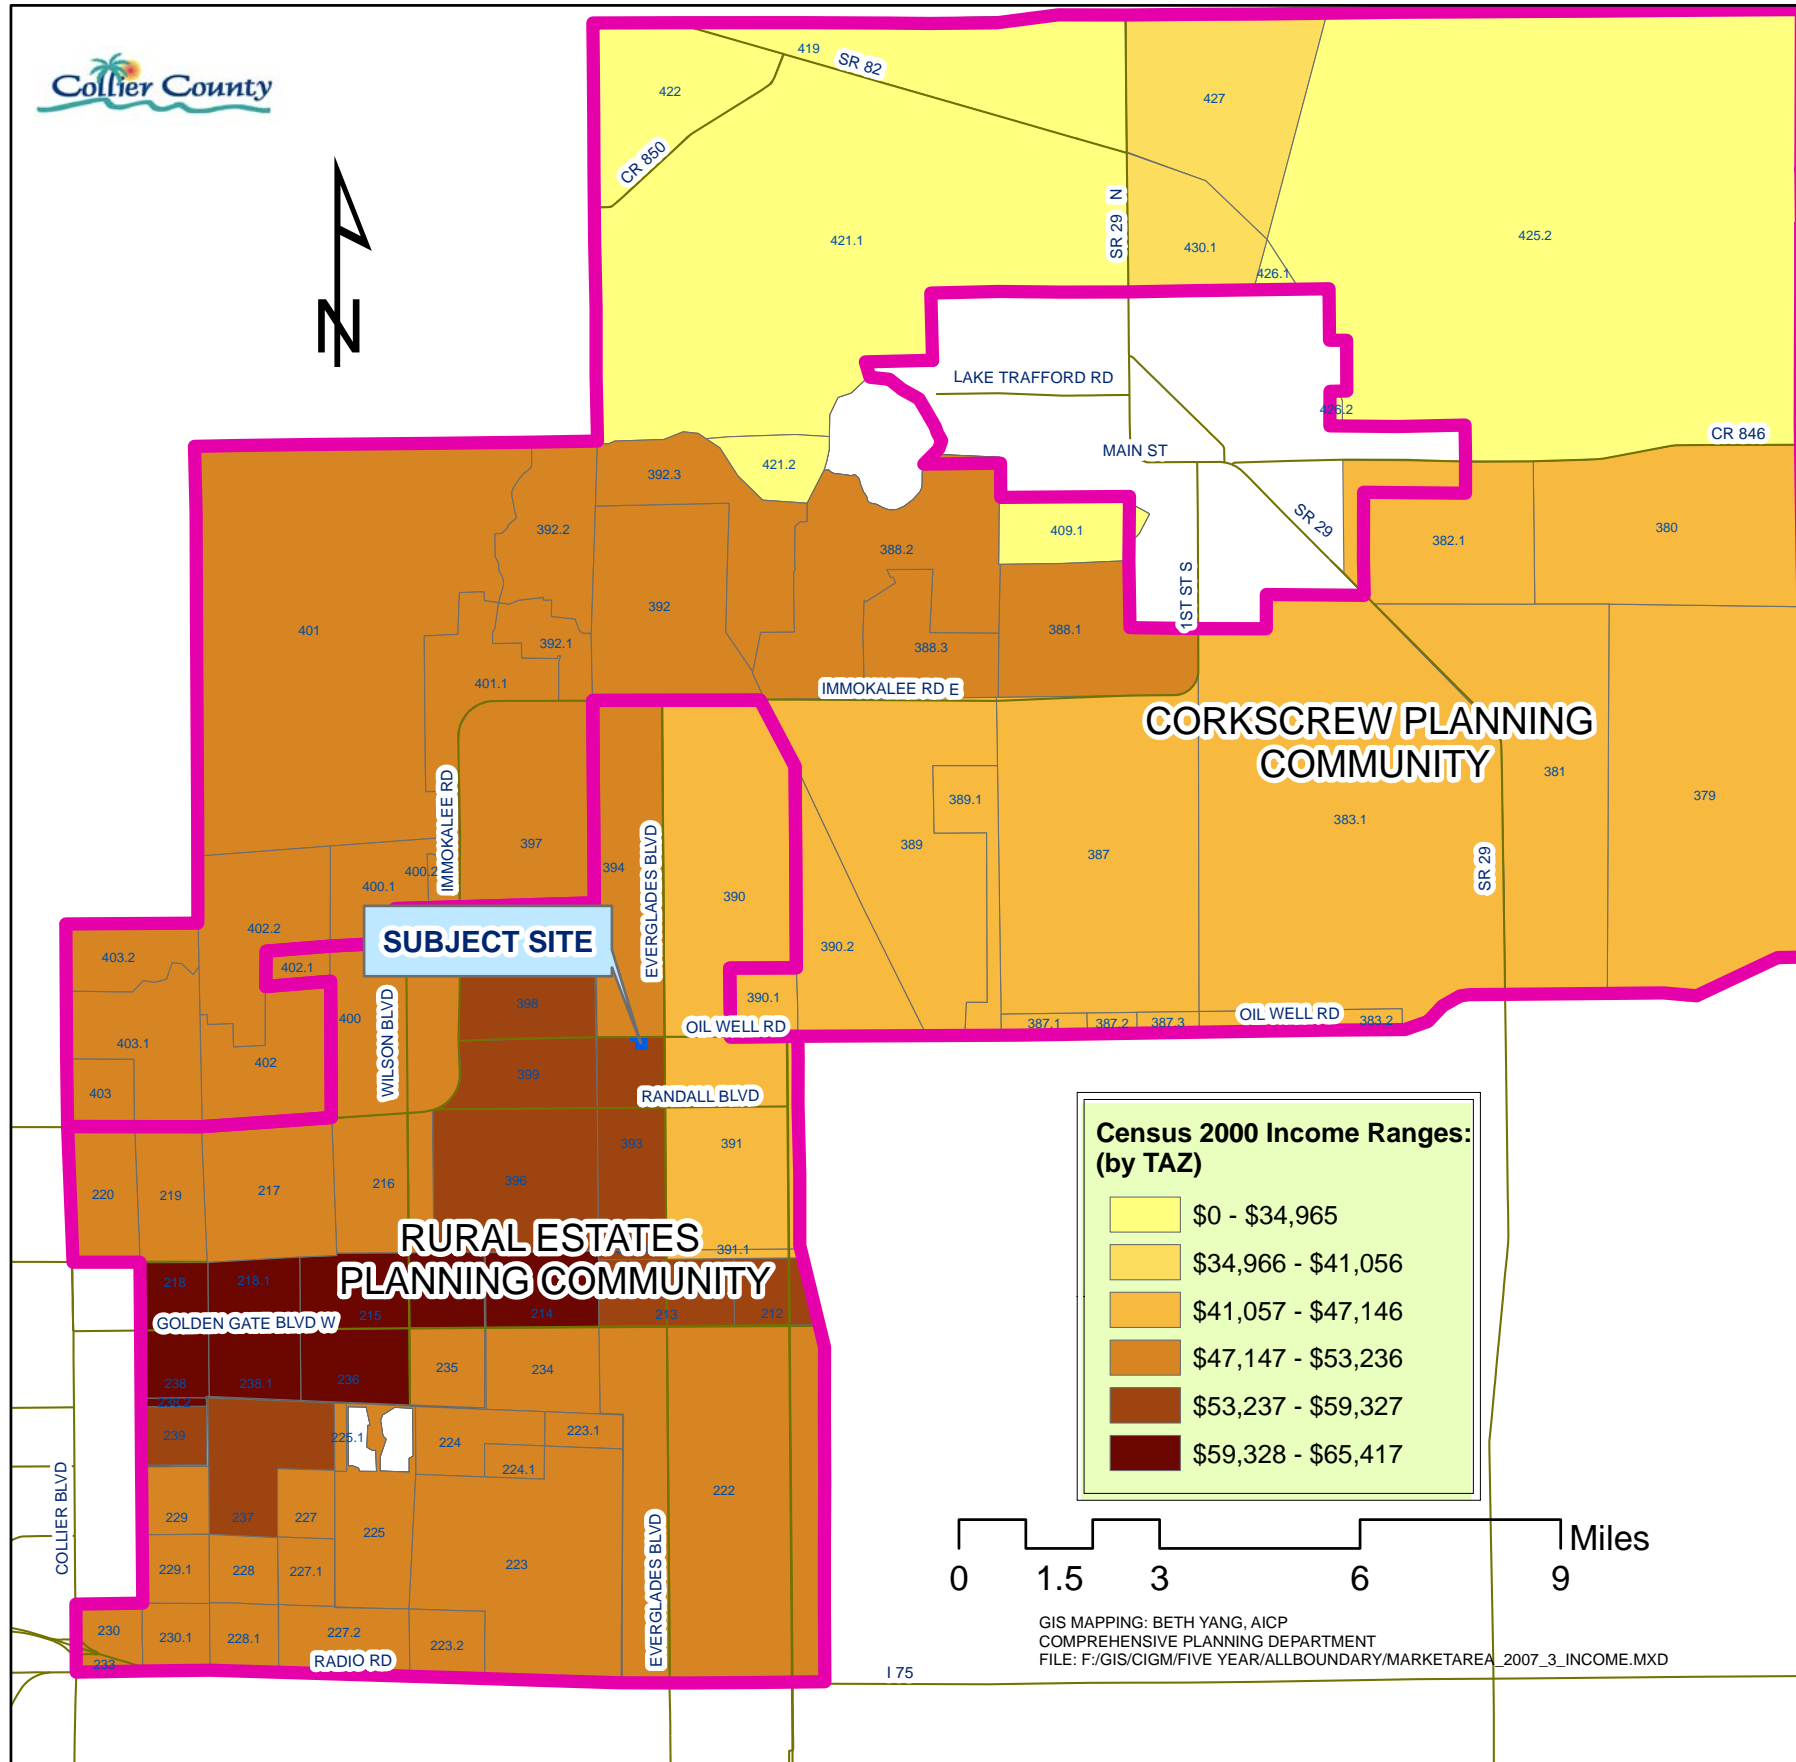 Collier County
N
419
SR 82
422
427
CR 850
SR 29 N
421.1
430.1
425.2
426.1
LAKE TRAFFORD RD
426.2
CR 846
MAIN ST
421.2
392.3
392.2
388.2
409.1
SR 29
382.1
380
1ST ST S
401
392
392.1
388.3
388.1
401.1
IMMOKALEE RD E
CORKSCREW PLANNING
COMMUNITY
381
379
IMMOKALEE RD
397
394
EVERGLADES BLVD
389.1
389
387
383.1
SR 29
400.2
400.1
390
402.2
SUBJECT SITE
390.2
403.2
402.1
398
390.1
400
WILSON BLVD
OIL WELL RD
387.1
387.2
387.3
OIL WELL RD
383.2
403.1
402
399
403
RANDALL BLVD
393
391
396
220
219
217
216
RURAL ESTATES
PLANNING COMMUNITY
391.1
218
218.1
215
214
213
212
GOLDEN GATE BLVD W
238
238.1
236
235
234
238.2
239
225.1
224
223.1
224.1
COLLIER BLVD
229
237
227
225
222
EVERGLADES BLVD
229.1
228
227.1
223
230
230.1
228.1
227.2
223.2
233
RADIO RD
I 75
Census 2000 Income Ranges:
(by TAZ)
$0 - $34,965
$34,966 - $41,056
$41,057 - $47,146
$47,147 - $53,236
$53,237 - $59,327
$59,328 - $65,417
Miles
0 1.5 3 6 9
GIS MAPPING: BETH YANG, AICP
COMPREHENSIVE PLANNING DEPARTMENT
FILE: F:/GIS/CIGM/FIVE YEAR/ALLBOUNDARY/MARKETAREA_2007_3_INCOME.MXD